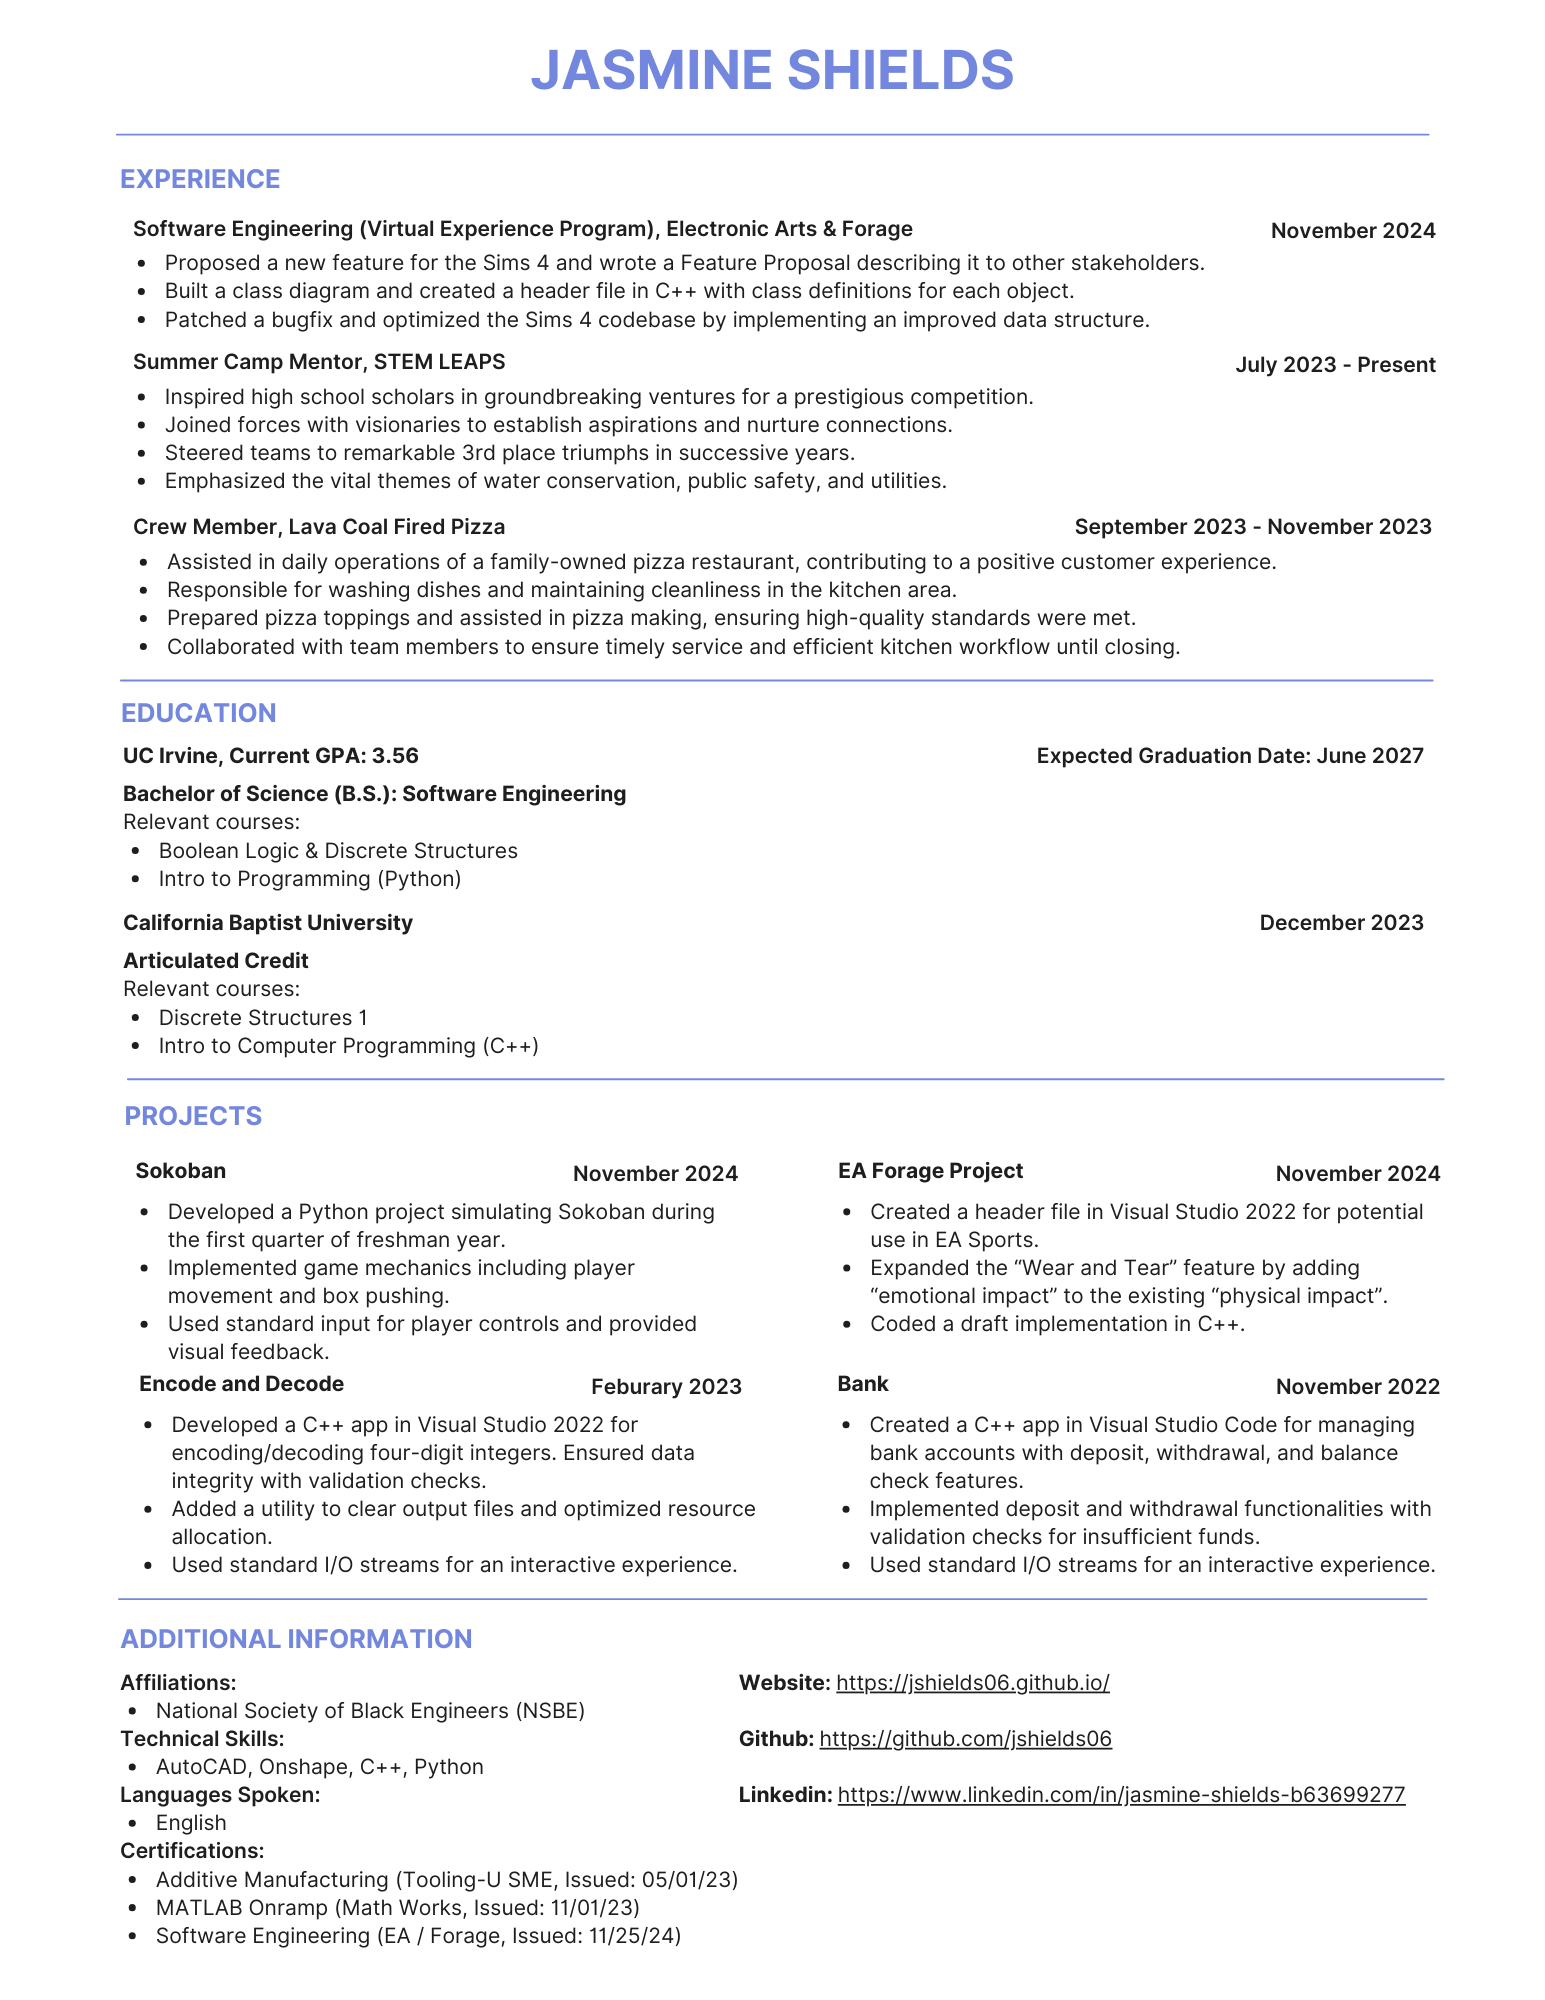 JASMINE SHIELDS
EXPERIENCE
Software Engineering (Virtual Experience Program), Electronic Arts & Forage November 2024
• Proposed a new feature for the Sims 4 and wrote a Feature Proposal describing it to other stakeholders.
• Built a class diagram and created a header file in C++ with class definitions for each object.
• Patched a bugfix and optimized the Sims 4 codebase by implementing an improved data structure.
Summer Camp Mentor, STEM LEAPS July 2023 - Present
• Inspired high school scholars in groundbreaking ventures for a prestigious competition.
• Joined forces with visionaries to establish aspirations and nurture connections.
• Steered teams to remarkable 3rd place triumphs in successive years.
• Emphasized the vital themes of water conservation, public safety, and utilities.
Crew Member, Lava Coal Fired Pizza September 2023 - November 2023
• Assisted in daily operations of a family-owned pizza restaurant, contributing to a positive customer experience.
• Responsible for washing dishes and maintaining cleanliness in the kitchen area.
• Prepared pizza toppings and assisted in pizza making, ensuring high-quality standards were met.
• Collaborated with team members to ensure timely service and efficient kitchen workflow until closing.
EDUCATION
UC Irvine, Current GPA: 3.56 Expected Graduation Date: June 2027
Bachelor of Science (B.S.): Software Engineering
Relevant courses:
• Boolean Logic & Discrete Structures
• Intro to Programming (Python)
California Baptist University December 2023
Articulated Credit
Relevant courses:
• Discrete Structures 1
• Intro to Computer Programming (C++)
PROJECTS
Sokoban November 2024
• Developed a Python project simulating Sokoban during
the first quarter of freshman year.
• Implemented game mechanics including player
movement and box pushing.
• Used standard input for player controls and provided
visual feedback.
EA Forage Project November 2024
• Created a header file in Visual Studio 2022 for potential
use in EA Sports.
• Expanded the “Wear and Tear” feature by adding
“emotional impact” to the existing “physical impact”.
• Coded a draft implementation in C++.
Encode and Decode Feburary 2023
• Developed a C++ app in Visual Studio 2022 for
encoding/decoding four-digit integers. Ensured data
integrity with validation checks.
• Added a utility to clear output files and optimized resource
allocation.
• Used standard I/O streams for an interactive experience.
Bank November 2022
• Created a C++ app in Visual Studio Code for managing
bank accounts with deposit, withdrawal, and balance
check features.
• Implemented deposit and withdrawal functionalities with
validation checks for insufficient funds.
• Used standard I/O streams for an interactive experience.
ADDITIONAL INFORMATION
Affiliations:
• National Society of Black Engineers (NSBE)
Technical Skills:
• AutoCAD, Onshape, C++, Python
Languages Spoken:
• English
Certifications:
• Additive Manufacturing (Tooling-U SME, Issued: 05/01/23)
• MATLAB Onramp (Math Works, Issued: 11/01/23)
• Software Engineering (EA / Forage, Issued: 11/25/24)
Website: https://jshields06.github.io/
Github: https://github.com/jshields06
Linkedin: https://www.linkedin.com/in/jasmine-shields-b63699277